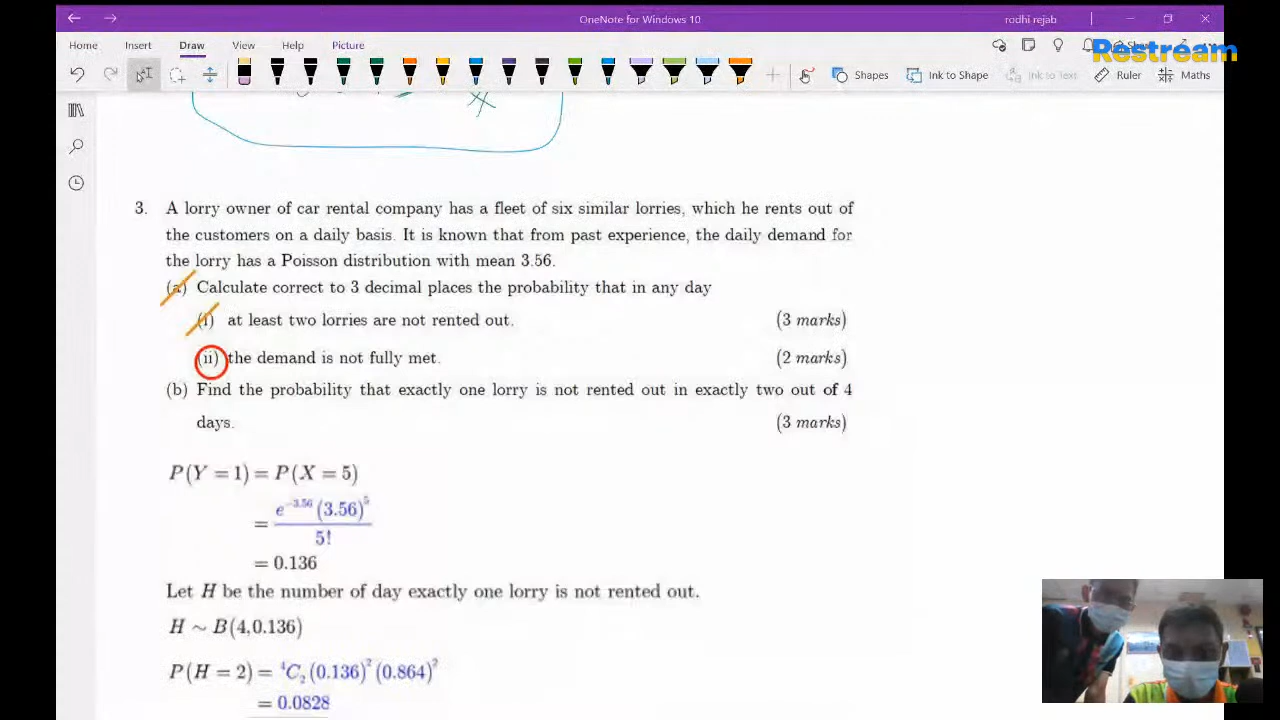 OneNote for Windows 10
rodhi rejab
Home Insert Draw View Help Picture
Restream
Shapes Ink to Shape Ink to Text Ruler Maths
3. A lorry owner of car rental company has a fleet of six similar lorries, which he rents out of
the customers on a daily basis. It is known that from past experience, the daily demand for
the lorry has a Poisson distribution with mean 3.56.
(a) Calculate correct to 3 decimal places the probability that in any day
(i) at least two lorries are not rented out. (3 marks)
(ii) the demand is not fully met. (2 marks)
(b) Find the probability that exactly one lorry is not rented out in exactly two out of 4
days. (3 marks)
P(Y = 1) = P(X = 5)
= e^{-3.56} (3.56)^5
5!
= 0.136
Let H be the number of day exactly one lorry is not rented out.
H ~ B(4,0.136)
P(H = 2) = ⁴C₂ (0.136)² (0.864)²
= 0.0828